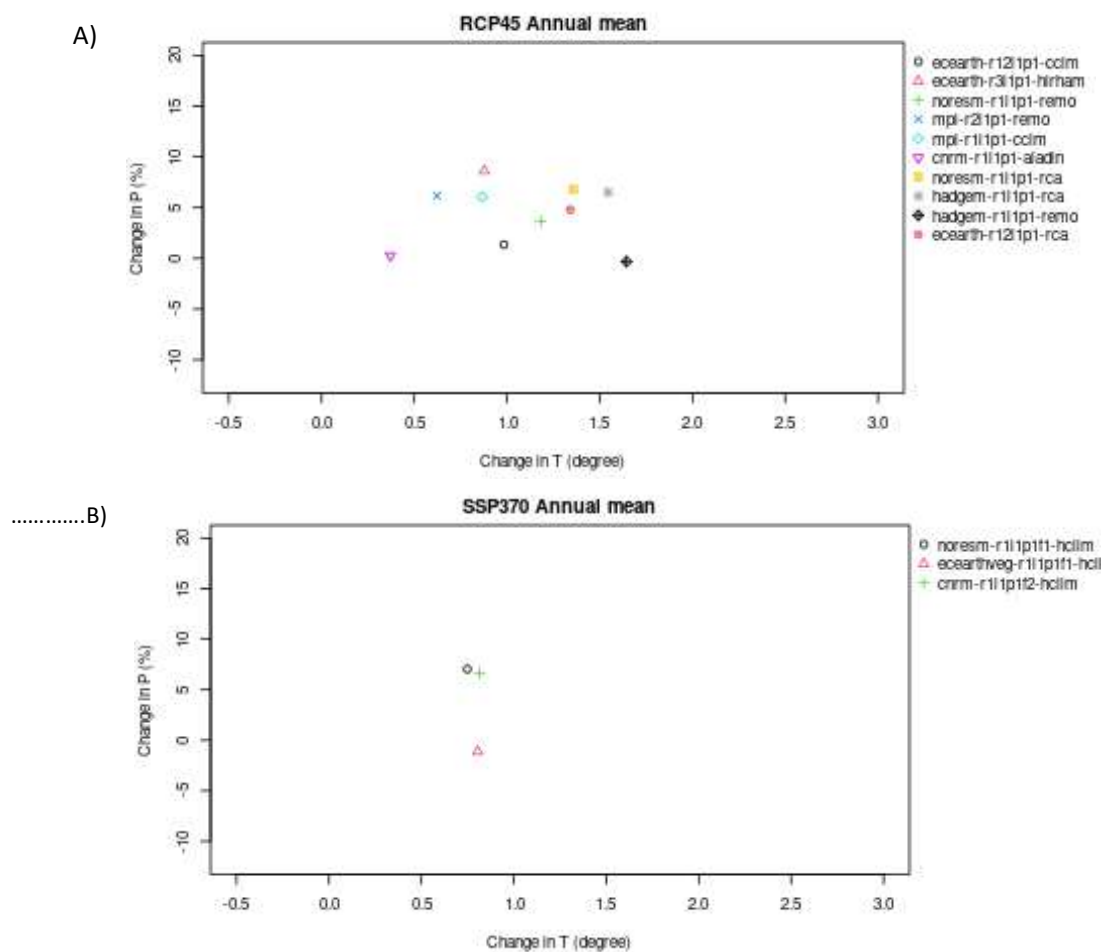 A)
RCP45 Annual mean
Change in P (%)
20
15
10
5
0
-5
-10
-0.5 0.0 0.5 1.0 1.5 2.0 2.5 3.0
Change in T (degree)
ecearth-r12i1p1-cclm
ecearth-r3i1p1-hirham
noresm-r1i1p1-remo
mpi-r2i1p1-remo
mpi-r1i1p1-cclm
cnrm-r1i1p1-aladin
noresm-r1i1p1-rca
hadgem-r1i1p1-rca
hadgem-r1i1p1-remo
ecearth-r12i1p1-rca
.............B)
SSP370 Annual mean
Change in P (%)
20
15
10
5
0
-5
-10
-0.5 0.0 0.5 1.0 1.5 2.0 2.5 3.0
Change in T (degree)
noresm-r1i1p1f1-hclim
ecearthveg-r1i1p1f1-hcli
cnrm-r1i1p1f2-hclim